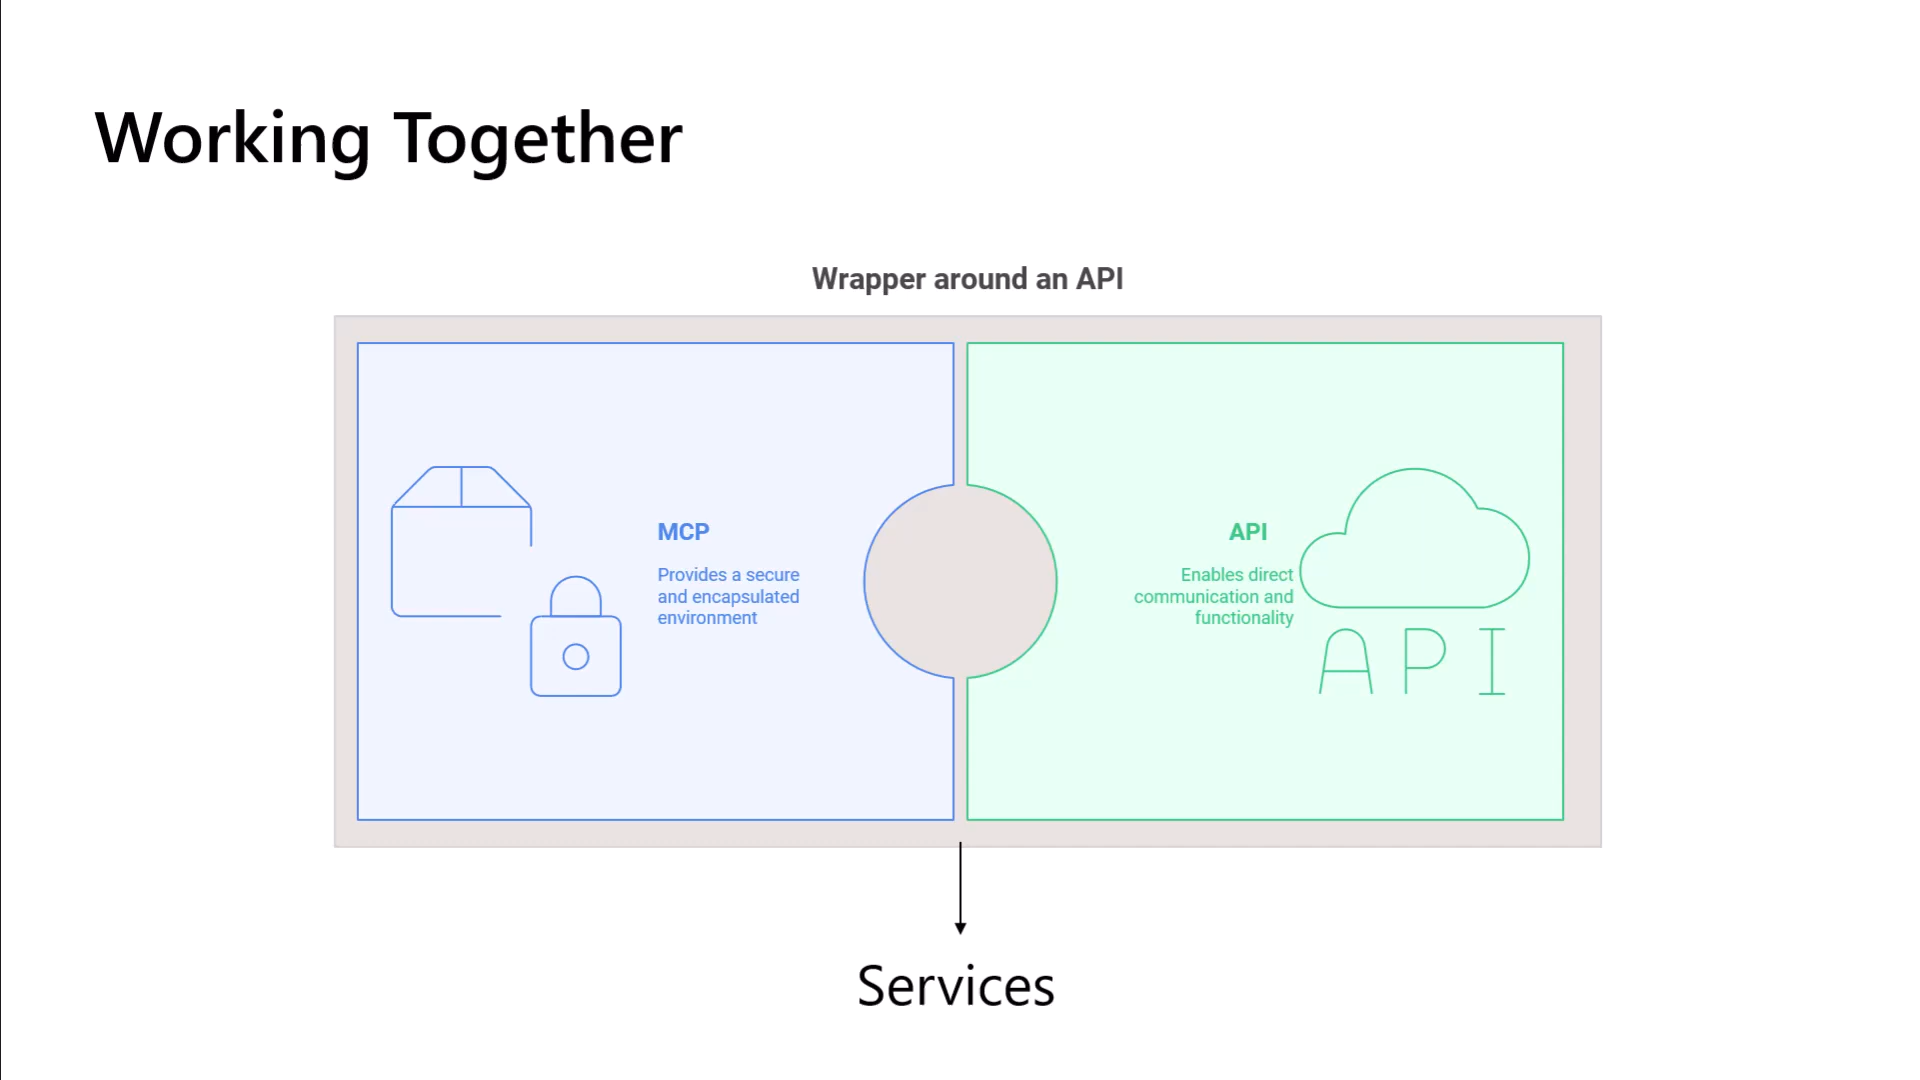 Working Together
Wrapper around an API
MCP
Provides a secure
and encapsulated
environment
API
Enables direct
communication and
functionality
API
Services